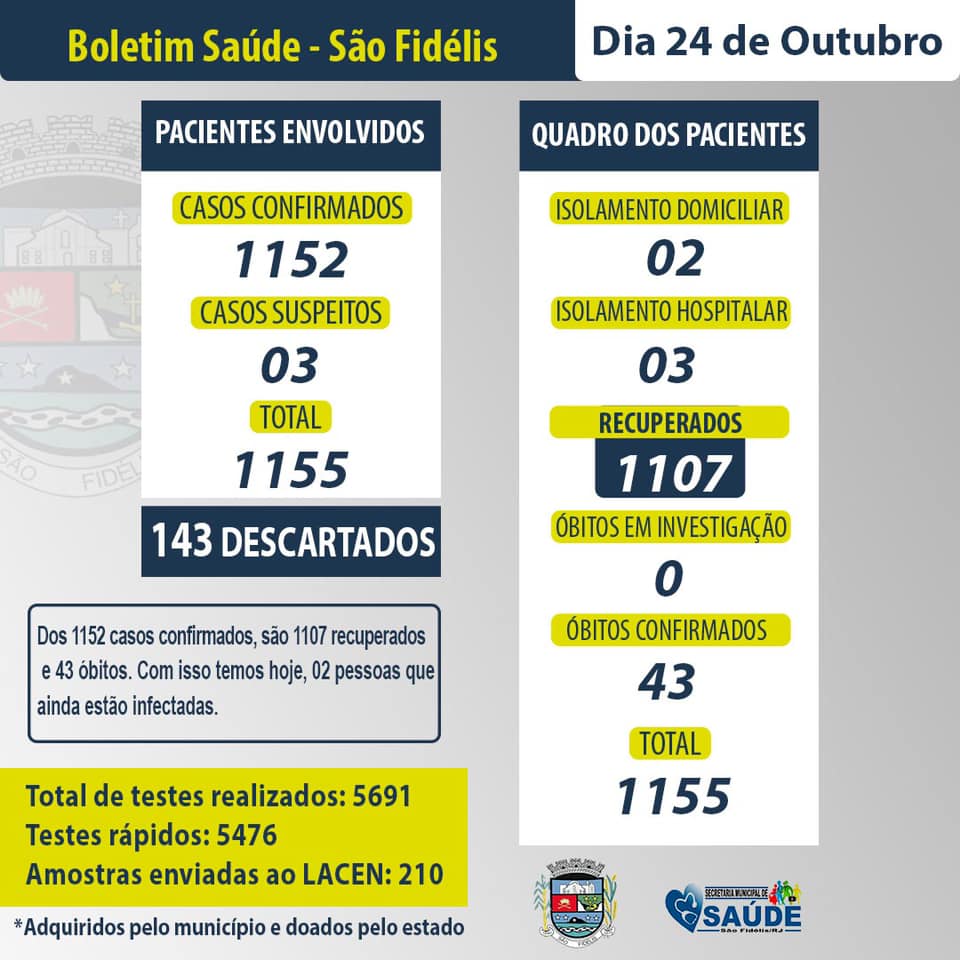 Boletim Saúde - São Fidélis
Dia 24 de Outubro
PACIENTES ENVOLVIDOS
CASOS CONFIRMADOS
1152
CASOS SUSPEITOS
03
TOTAL
1155
143 DESCARTADOS
Dos 1152 casos confirmados, são 1107 recuperados
e 43 óbitos. Com isso temos hoje, 02 pessoas que
ainda estão infectadas.
Total de testes realizados: 5691
Testes rápidos: 5476
Amostras enviadas ao LACEN: 210
*Adquiridos pelo município e doados pelo estado
QUADRO DOS PACIENTES
ISOLAMENTO DOMICILIAR
02
ISOLAMENTO HOSPITALAR
03
RECUPERADOS
1107
ÓBITOS EM INVESTIGAÇÃO
0
ÓBITOS CONFIRMADOS
43
TOTAL
1155
SÃO FIDÉLIS
SECRETARIA MUNICIPAL DE
SAÚDE
São Fidélis/RJ
SÃO FIDÉLI